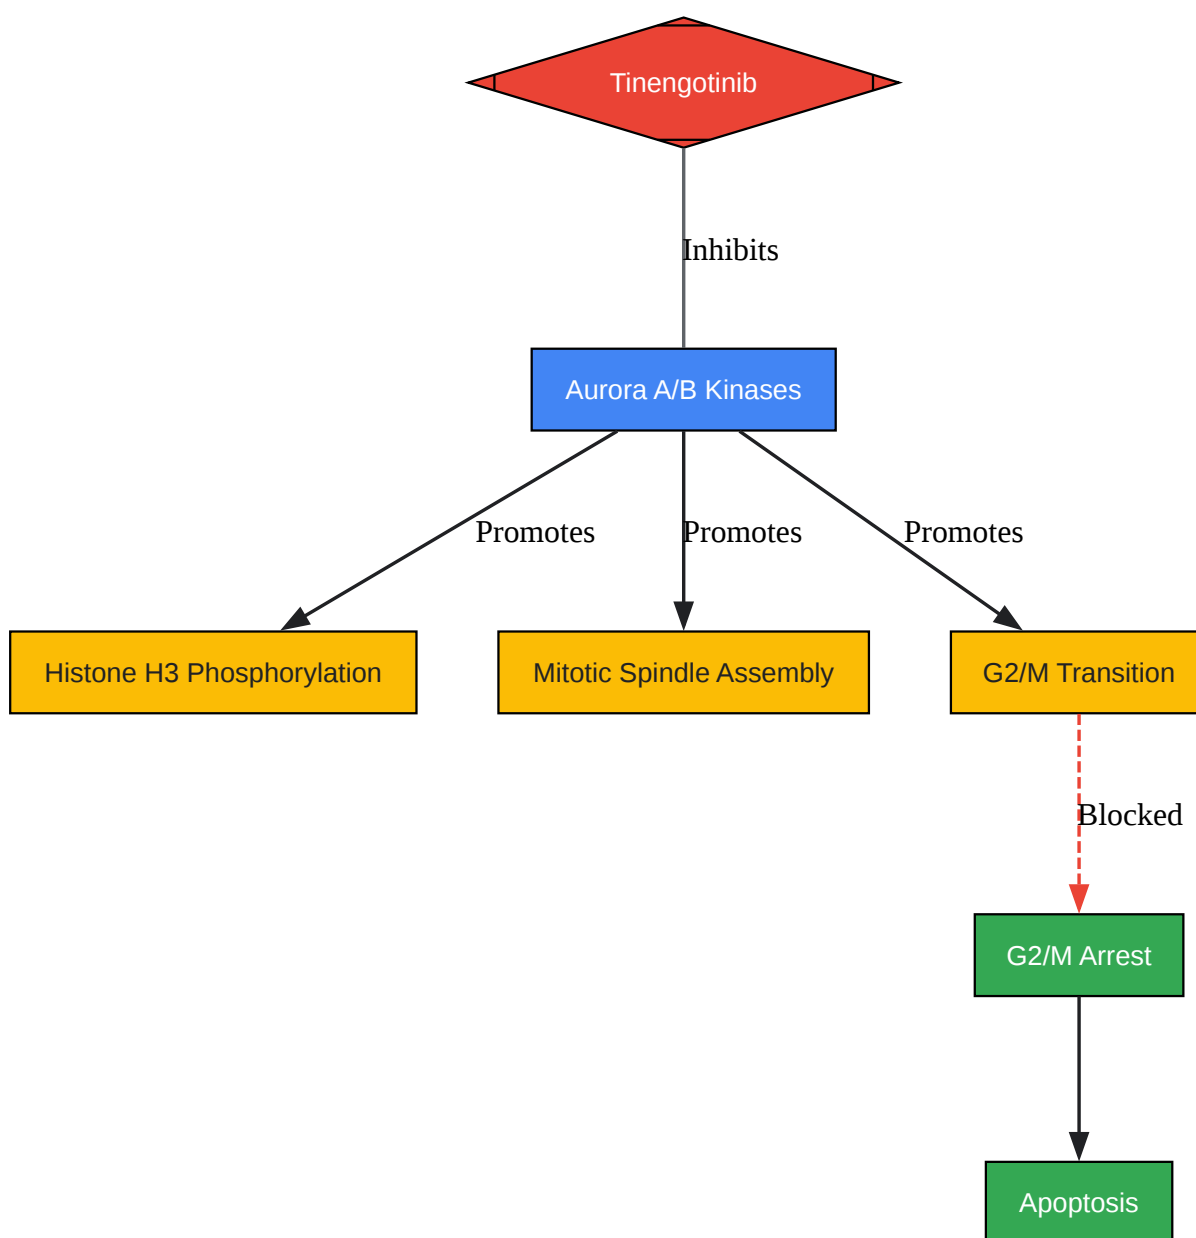 Tinengotinib
Inhibits
Aurora A/B Kinases
Promotes
Promotes
Promotes
Histone H3 Phosphorylation
Mitotic Spindle Assembly
G2/M Transition
Blocked
G2/M Arrest
Apoptosis